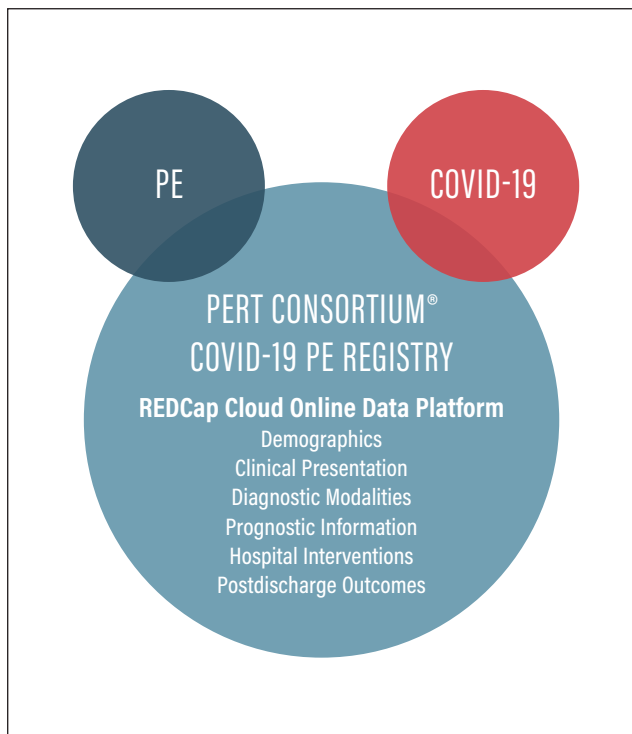 PE
COVID-19
PERT CONSORTIUM®
COVID-19 PE REGISTRY
REDCap Cloud Online Data Platform
Demographics
Clinical Presentation
Diagnostic Modalities
Prognostic Information
Hospital Interventions
Postdischarge Outcomes